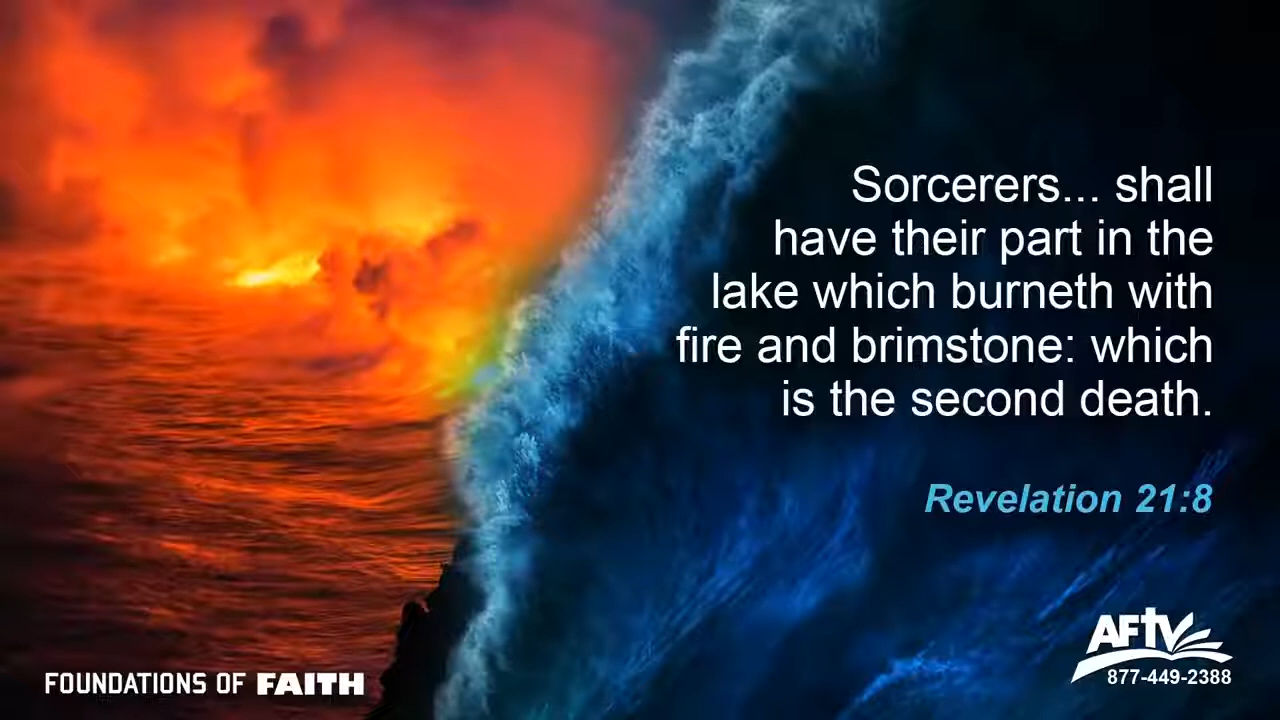 Sorcerers... shall
have their part in the
lake which burneth with
fire and brimstone: which
is the second death.
Revelation 21:8
FOUNDATIONS OF FAITH
AFTV
877-449-2388